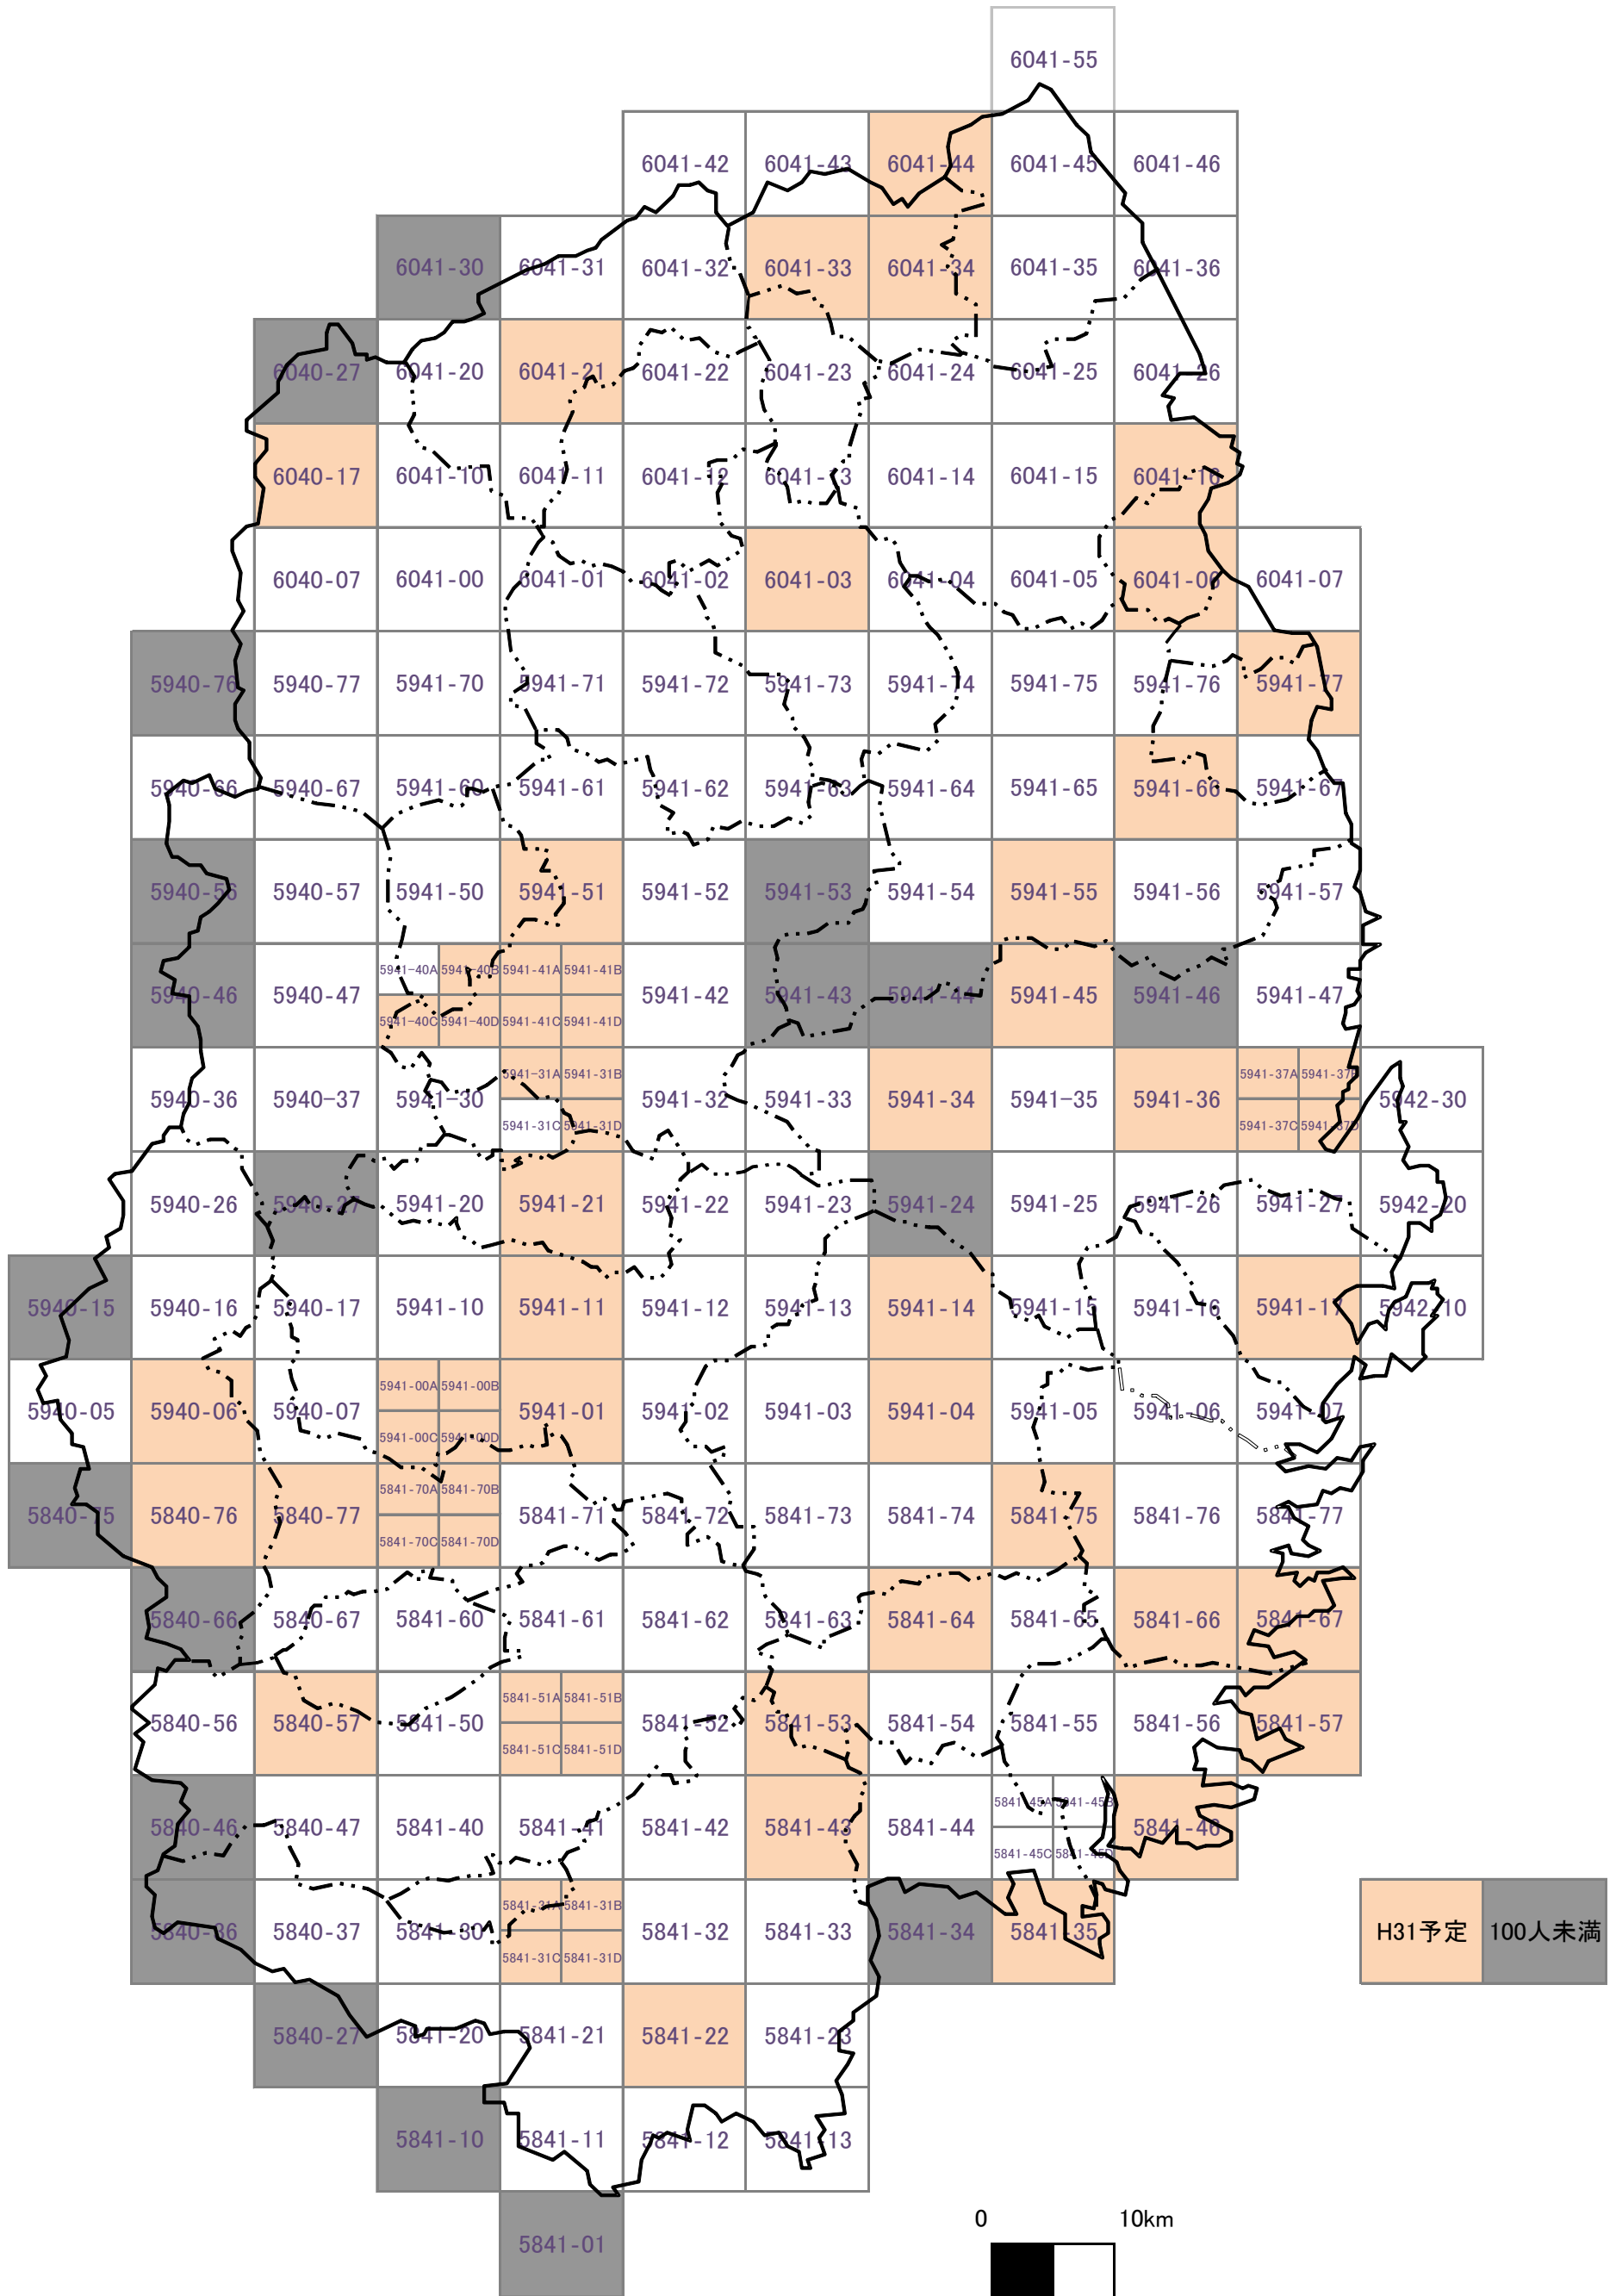 6041-55
6041-42 6041-43 6041-44 6041-45 6041-46
6041-30 6041-31 6041-32 6041-33 6041-34 6041-35 6041-36
6040-27 6041-20 6041-21 6041-22 6041-23 6041-24 6041-25 6041-26
6040-17 6041-10 6041-11 6041-12 6041-13 6041-14 6041-15 6041-16
6040-07 6041-00 6041-01 6041-02 6041-03 6041-04 6041-05 6041-06 6041-07
5940-76 5940-77 5941-70 5941-71 5941-72 5941-73 5941-74 5941-75 5941-76 5941-77
5940-66 5940-67 5941-60 5941-61 5941-62 5941-63 5941-64 5941-65 5941-66 5941-67
5940-56 5940-57 5941-50 5941-51 5941-52 5941-53 5941-54 5941-55 5941-56 5941-57
5941-40A 5941-40B 5941-41A 5941-41B
5940-46 5940-47 5941-42 5941-43 5941-44 5941-45 5941-46 5941-47
5941-40C 5941-40D 5941-41C 5941-41D
5941-31A 5941-31B 5941-37A 5941-37B
5940-36 5940-37 5941-30 5941-32 5941-33 5941-34 5941-35 5941-36 5942-30
5941-31C 5941-31D 5941-37C 5941-37D
5940-26 5940-27 5941-20 5941-21 5941-22 5941-23 5941-24 5941-25 5941-26 5941-27 5942-20
5940-15 5940-16 5940-17 5941-10 5941-11 5941-12 5941-13 5941-14 5941-15 5941-16 5941-17 5942-10
5941-00A 5941-00B
5940-05 5940-06 5940-07 5941-01 5941-02 5941-03 5941-04 5941-05 5941-06 5941-07
5941-00C 5941-00D
5841-70A 5841-70B
5840-75 5840-76 5840-77 5841-71 5841-72 5841-73 5841-74 5841-75 5841-76 5841-77
5841-70C 5841-70D
5840-66 5840-67 5841-60 5841-61 5841-62 5841-63 5841-64 5841-65 5841-66 5841-67
5841-51A 5841-51B
5840-56 5840-57 5841-50 5841-52 5841-53 5841-54 5841-55 5841-56 5841-57
5841-51C 5841-51D
5841-45A 5841-45B
5840-46 5840-47 5841-40 5841-41 5841-42 5841-43 5841-44 5841-46
5841-45C 5841-45D
5841-31A 5841-31B
5840-36 5840-37 5841-30 5841-32 5841-33 5841-34 5841-35 H31予定 100人未満
5841-31C 5841-31D
5840-27 5841-20 5841-21 5841-22 5841-23
5841-10 5841-11 5841-12 5841-13
0 10km
5841-01